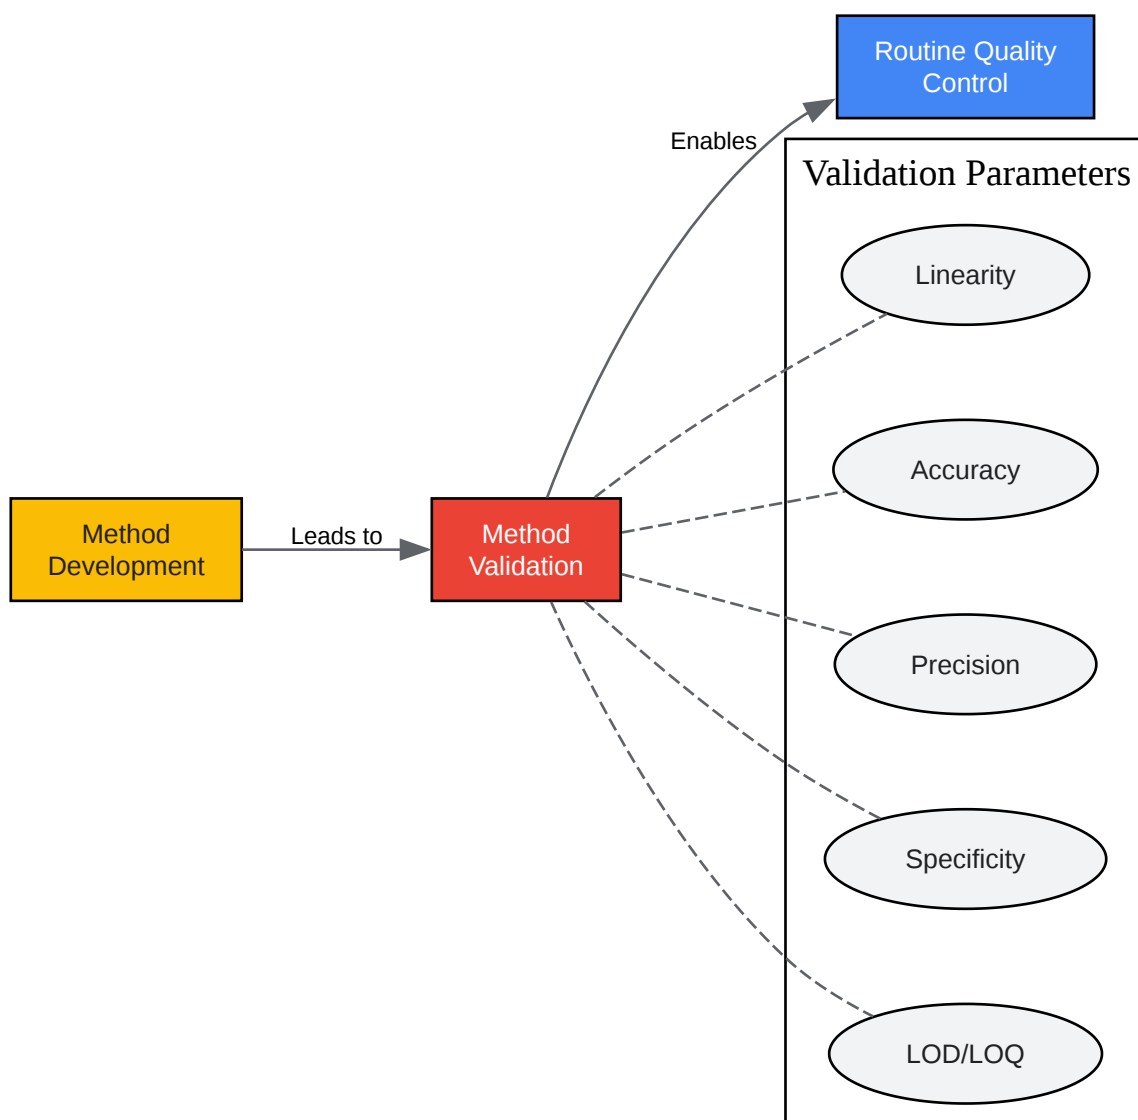 Routine Quality
Control
Enables
Validation Parameters
Linearity
Accuracy
Method
Development
Leads to
Method
Validation
Precision
Specificity
LOD/LOQ